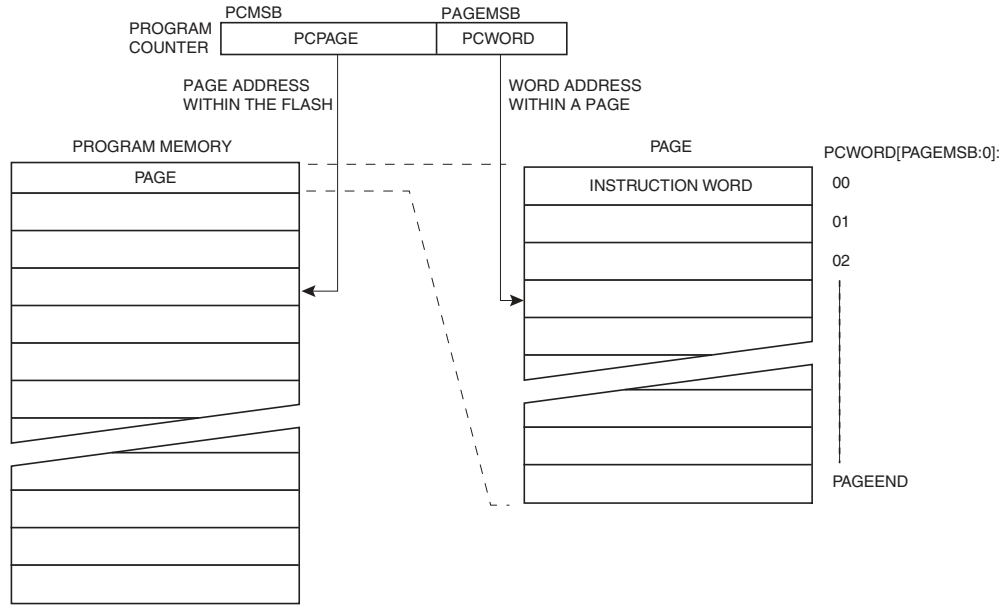 PCMSB
PAGEMSB
PROGRAM
COUNTER
PCPAGE
PCWORD
PAGE ADDRESS
WITHIN THE FLASH
WORD ADDRESS
WITHIN A PAGE
PROGRAM MEMORY
PAGE
PAGE
PCWORD[PAGEMSB:0]:
INSTRUCTION WORD
00
01
02
PAGEEND